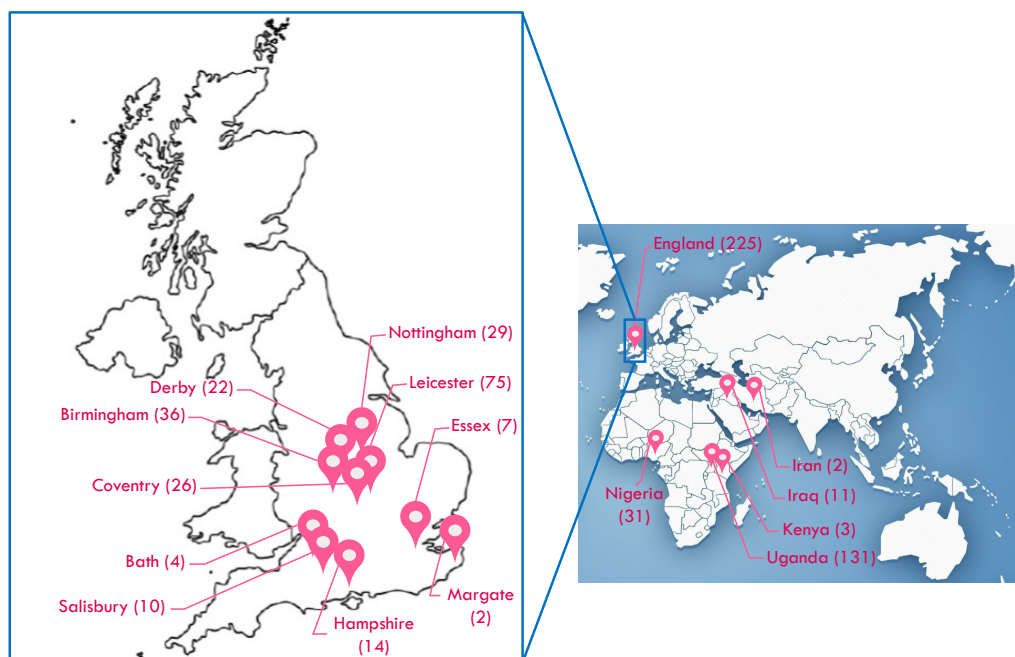 Nottingham (29)
Derby (22)
Leicester (75)
Birmingham (36)
Essex (7)
Coventry (26)
Bath (4)
Salisbury (10)
Hampshire
(14)
Margate
(2)
England (225)
Iran (2)
Nigeria
(31)
Iraq (11)
Kenya (3)
Uganda (131)